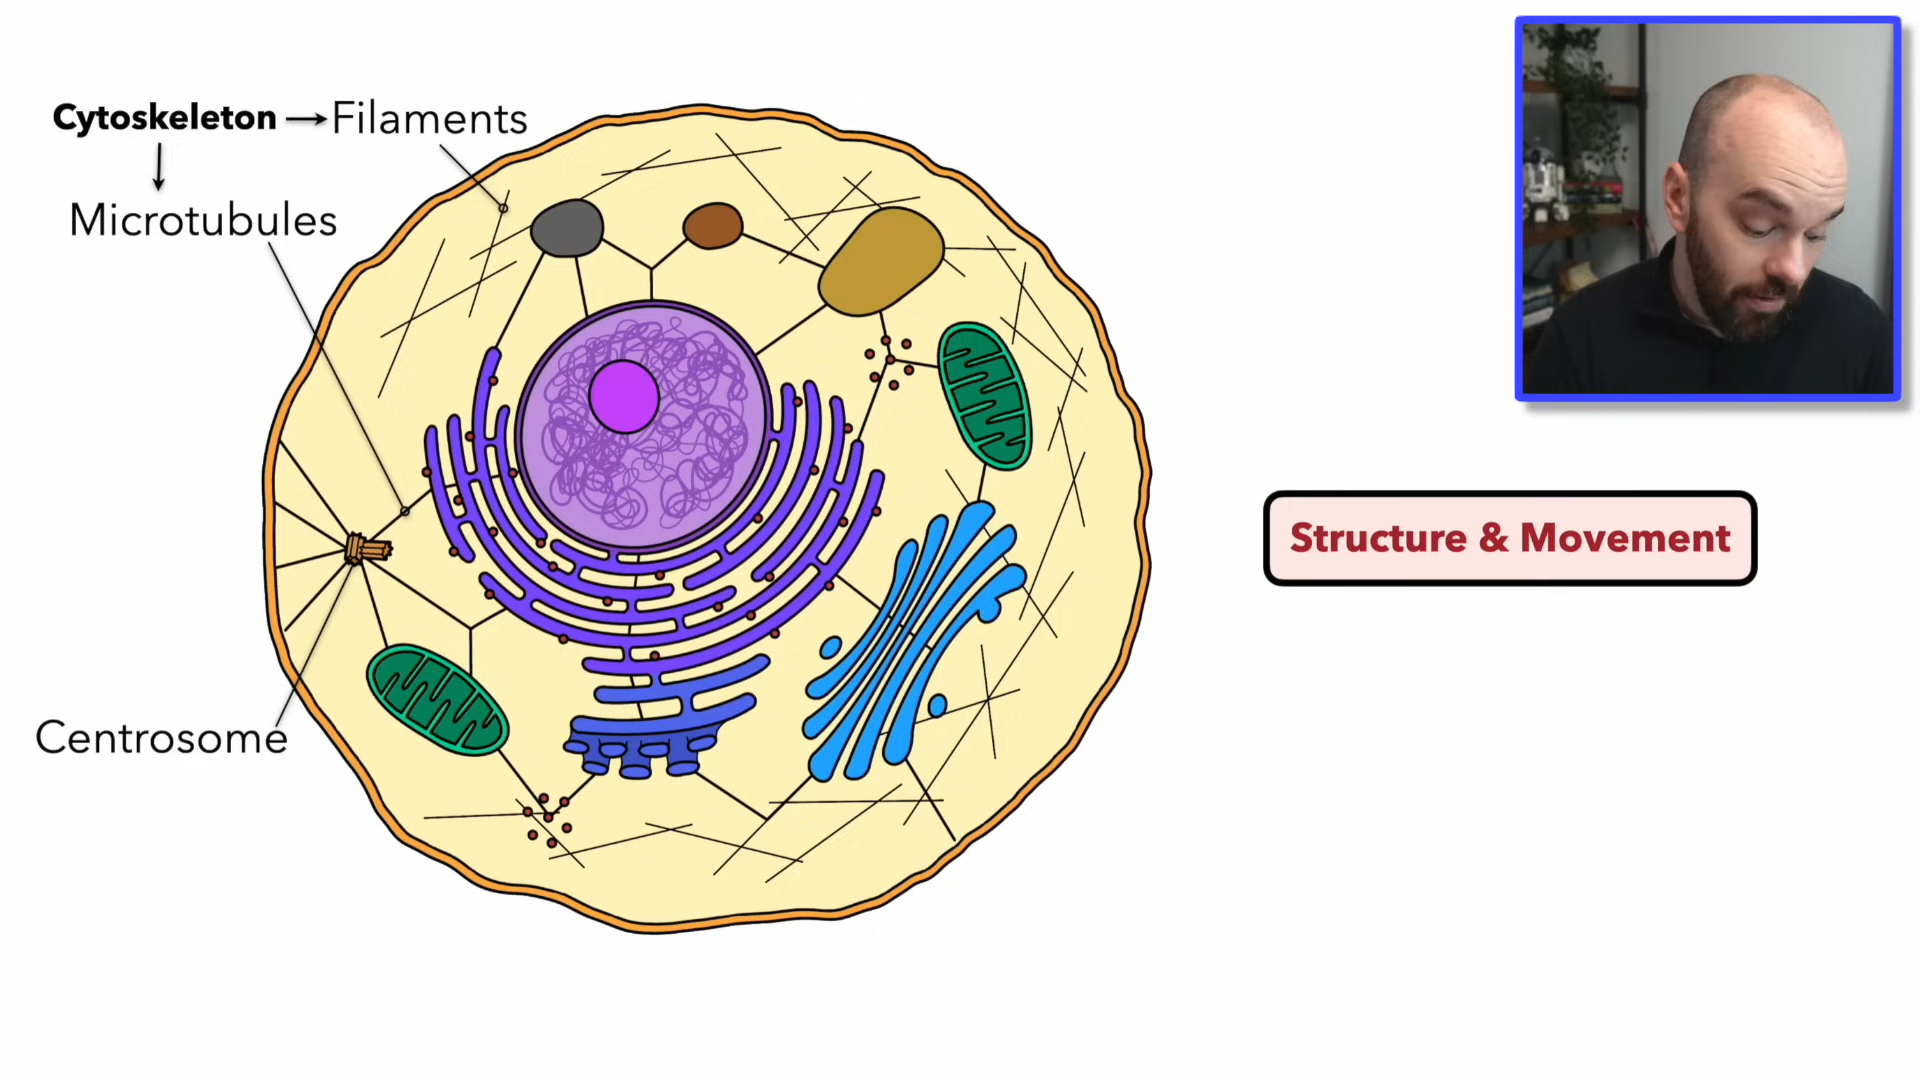 Cytoskeleton → Filaments
Microtubules
Structure & Movement
Centrosome